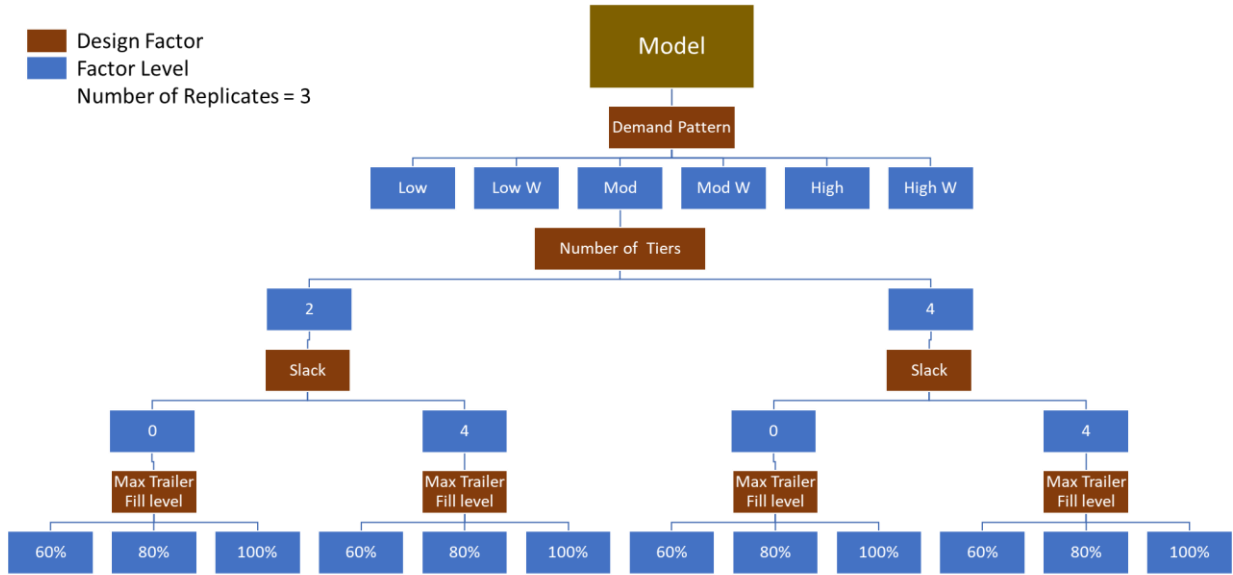 Model
Design Factor
Factor Level
Number of Replicates = 3
Demand Pattern
Low
Low W
Mod
Mod W
High
High W
Number of Tiers
2
4
Slack
Slack
0
4
0
4
Max Trailer
Fill level
Max Trailer
Fill level
Max Trailer
Fill level
Max Trailer
Fill level
60%
80%
100%
60%
80%
100%
60%
80%
100%
60%
80%
100%